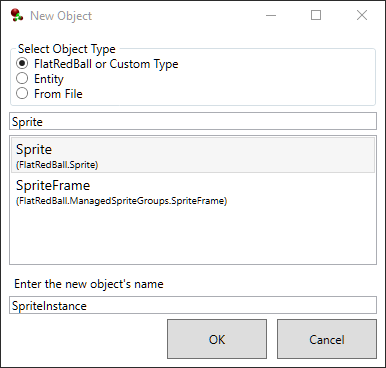 New Object
Select Object Type
FlatRedBall or Custom Type
Entity
From File
Sprite
Sprite
(FlatRedBall.Sprite)
SpriteFrame
(FlatRedBall.ManagedSpriteGroups.SpriteFrame)
Enter the new object's name
SpriteInstance
OK Cancel